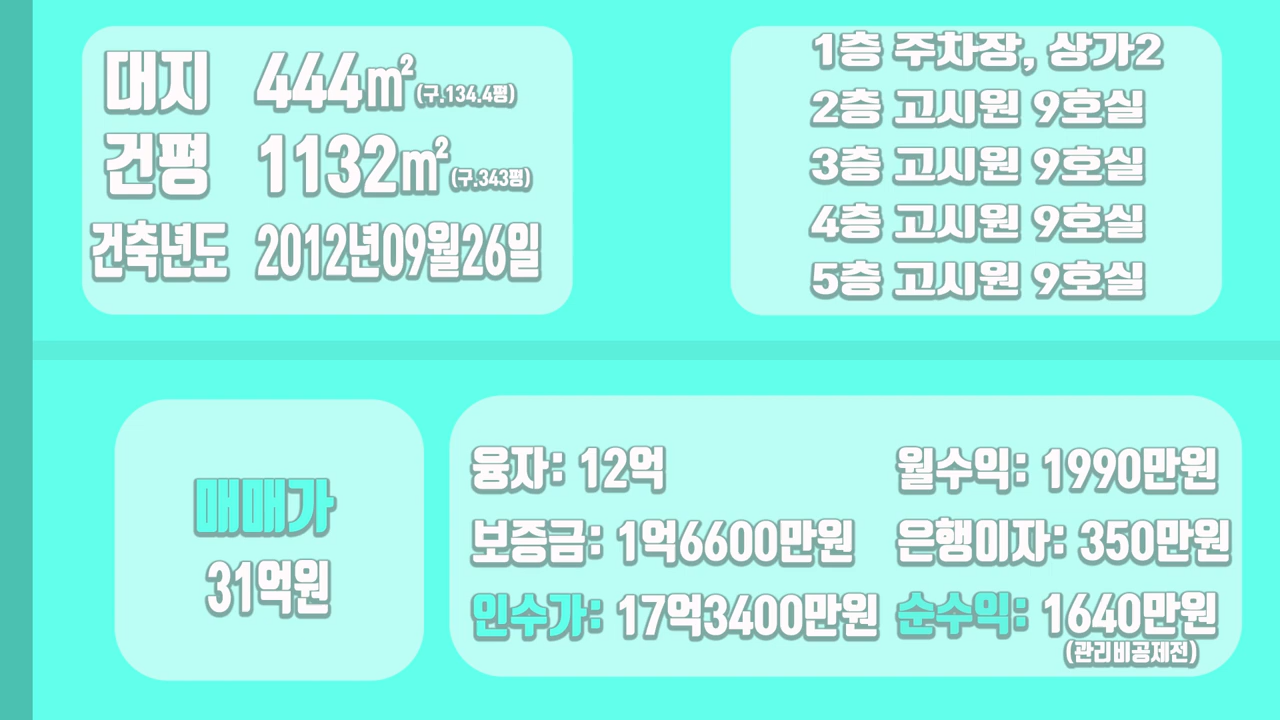 대지 444㎡(구.134.4평)
건평 1132㎡(구.343평)
건축년도 2012년09월26일
1층 주차장, 상가2
2층 고시원 9호실
3층 고시원 9호실
4층 고시원 9호실
5층 고시원 9호실
매매가
31억원
융자: 12억
보증금: 1억6600만원
인수가: 17억3400만원
월수익: 1990만원
은행이자: 350만원
순수익: 1640만원
(관리비공제전)